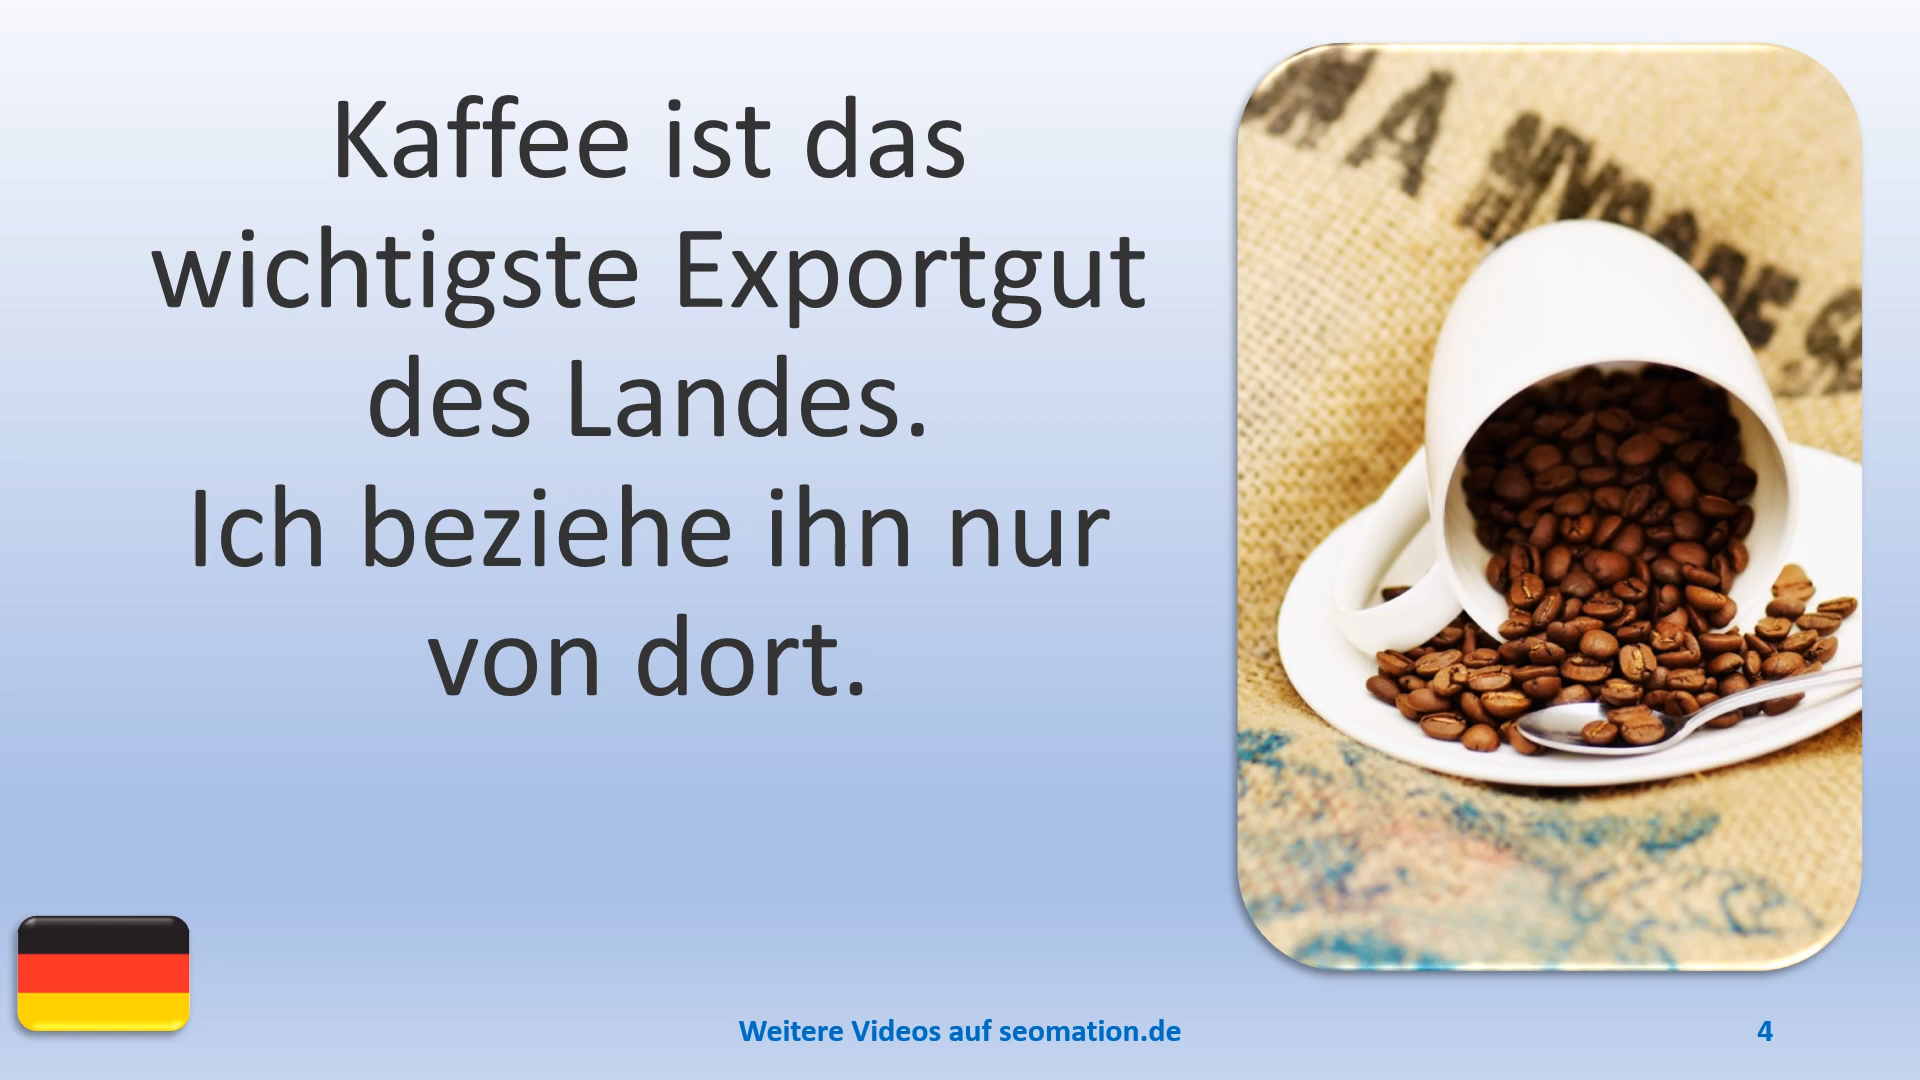 Kaffee ist das
wichtigste Exportgut
des Landes.
Ich beziehe ihn nur
von dort.
Weitere Videos auf seomation.de
4